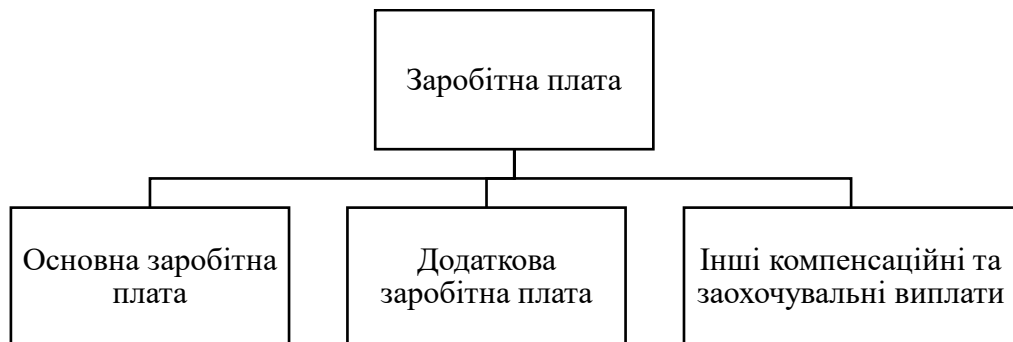 Заробітна плата
Основна заробітна
плата
Додаткова
заробітна плата
Інші компенсаційні та
заохочувальні виплати